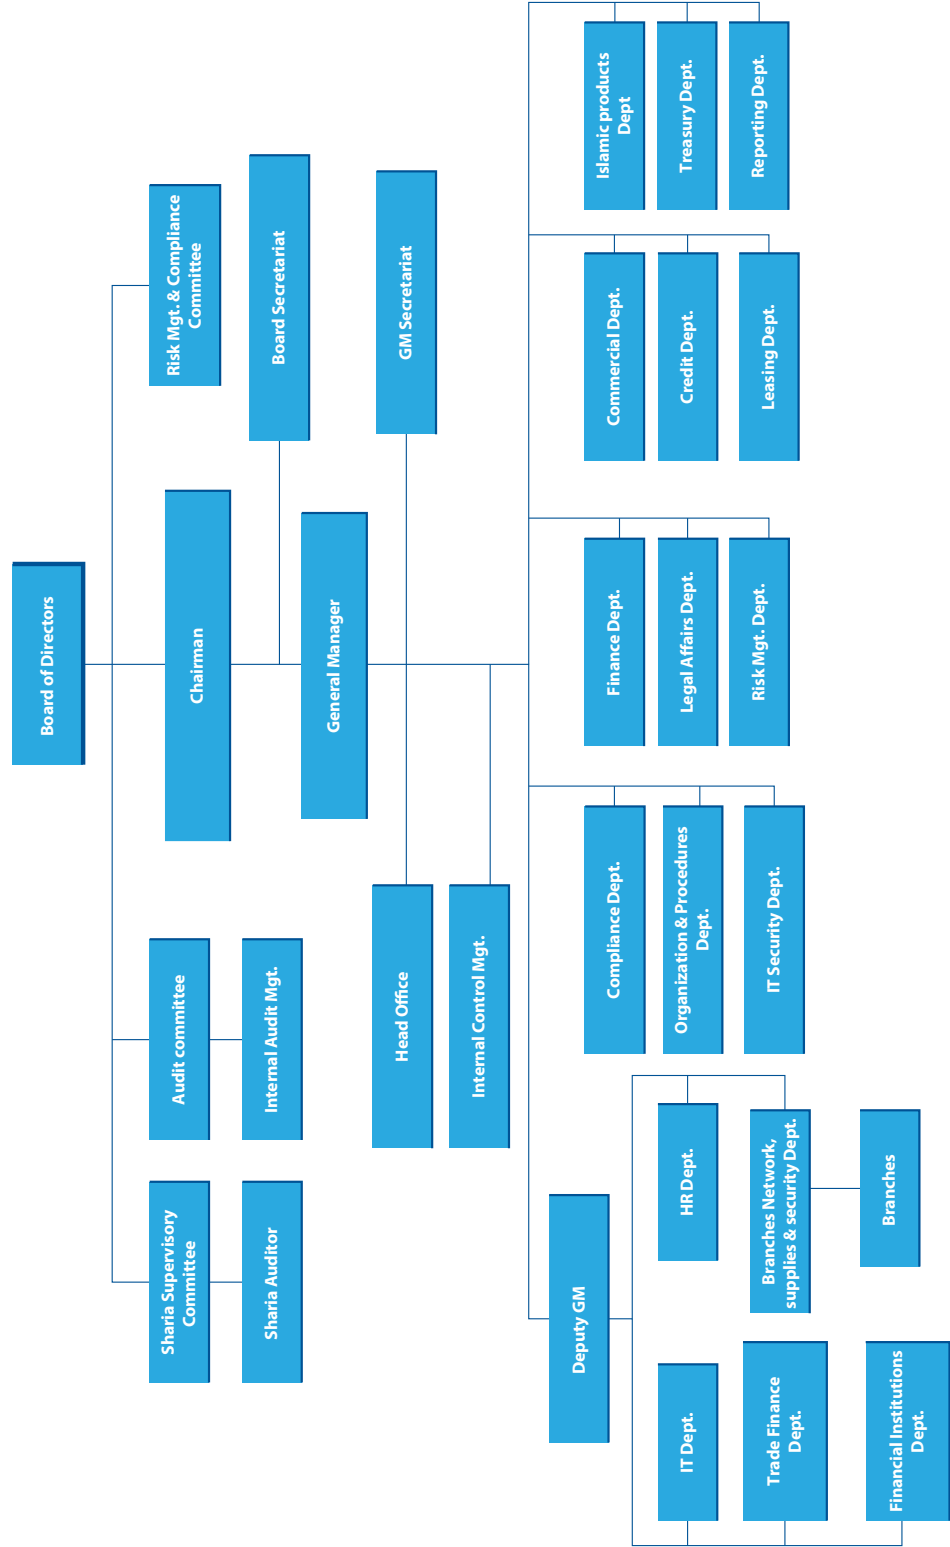 Board of Directors
Sharia Supervisory
Committee
Audit committee
Risk Mgt. & Compliance
Committee
Chairman
Sharia Auditor
Internal Audit Mgt.
Board Secretariat
General Manager
Head Office
GM Secretariat
Internal Control Mgt.
Deputy GM
IT Dept.
Trade Finance
Dept.
Financial Institutions
Dept.
HR Dept.
Branches Network,
supplies & security Dept.
Branches
Compliance Dept.
Organization & Procedures
Dept.
IT Security Dept.
Finance Dept.
Legal Affairs Dept.
Risk Mgt. Dept.
Commercial Dept.
Credit Dept.
Leasing Dept.
Islamic products
Dept
Treasury Dept.
Reporting Dept.